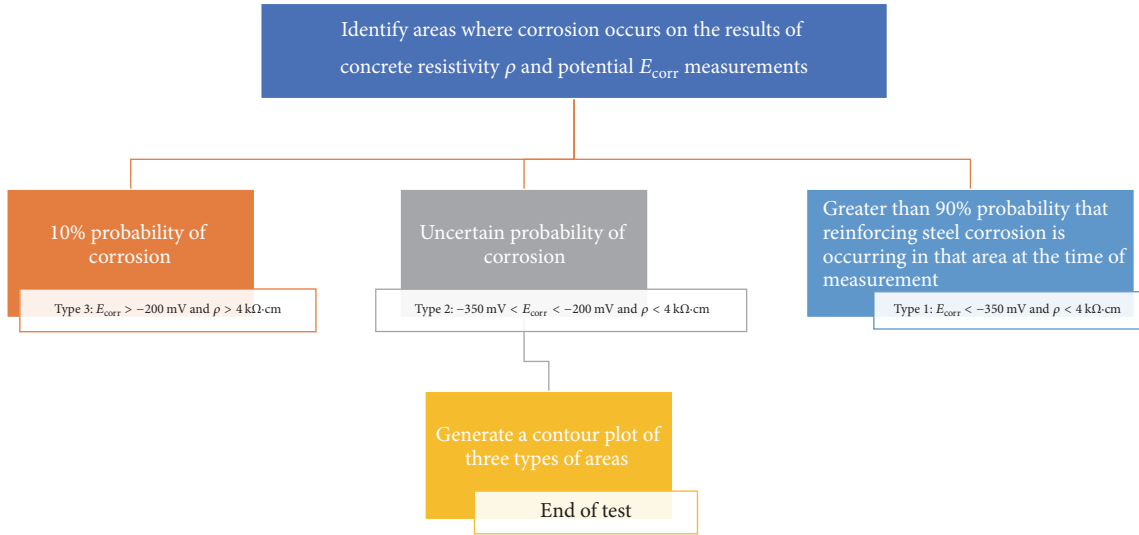 Identify areas where corrosion occurs on the results of
concrete resistivity ρ and potential E_corr measurements
10% probability of
corrosion
Type 3: E_corr > −200 mV and ρ > 4 kΩ·cm
Uncertain probability of
corrosion
Type 2: −350 mV < E_corr < −200 mV and ρ < 4 kΩ·cm
Greater than 90% probability that
reinforcing steel corrosion is
occurring in that area at the time of
measurement
Type 1: E_corr < −350 mV and ρ < 4 kΩ·cm
Generate a contour plot of
three types of areas
End of test